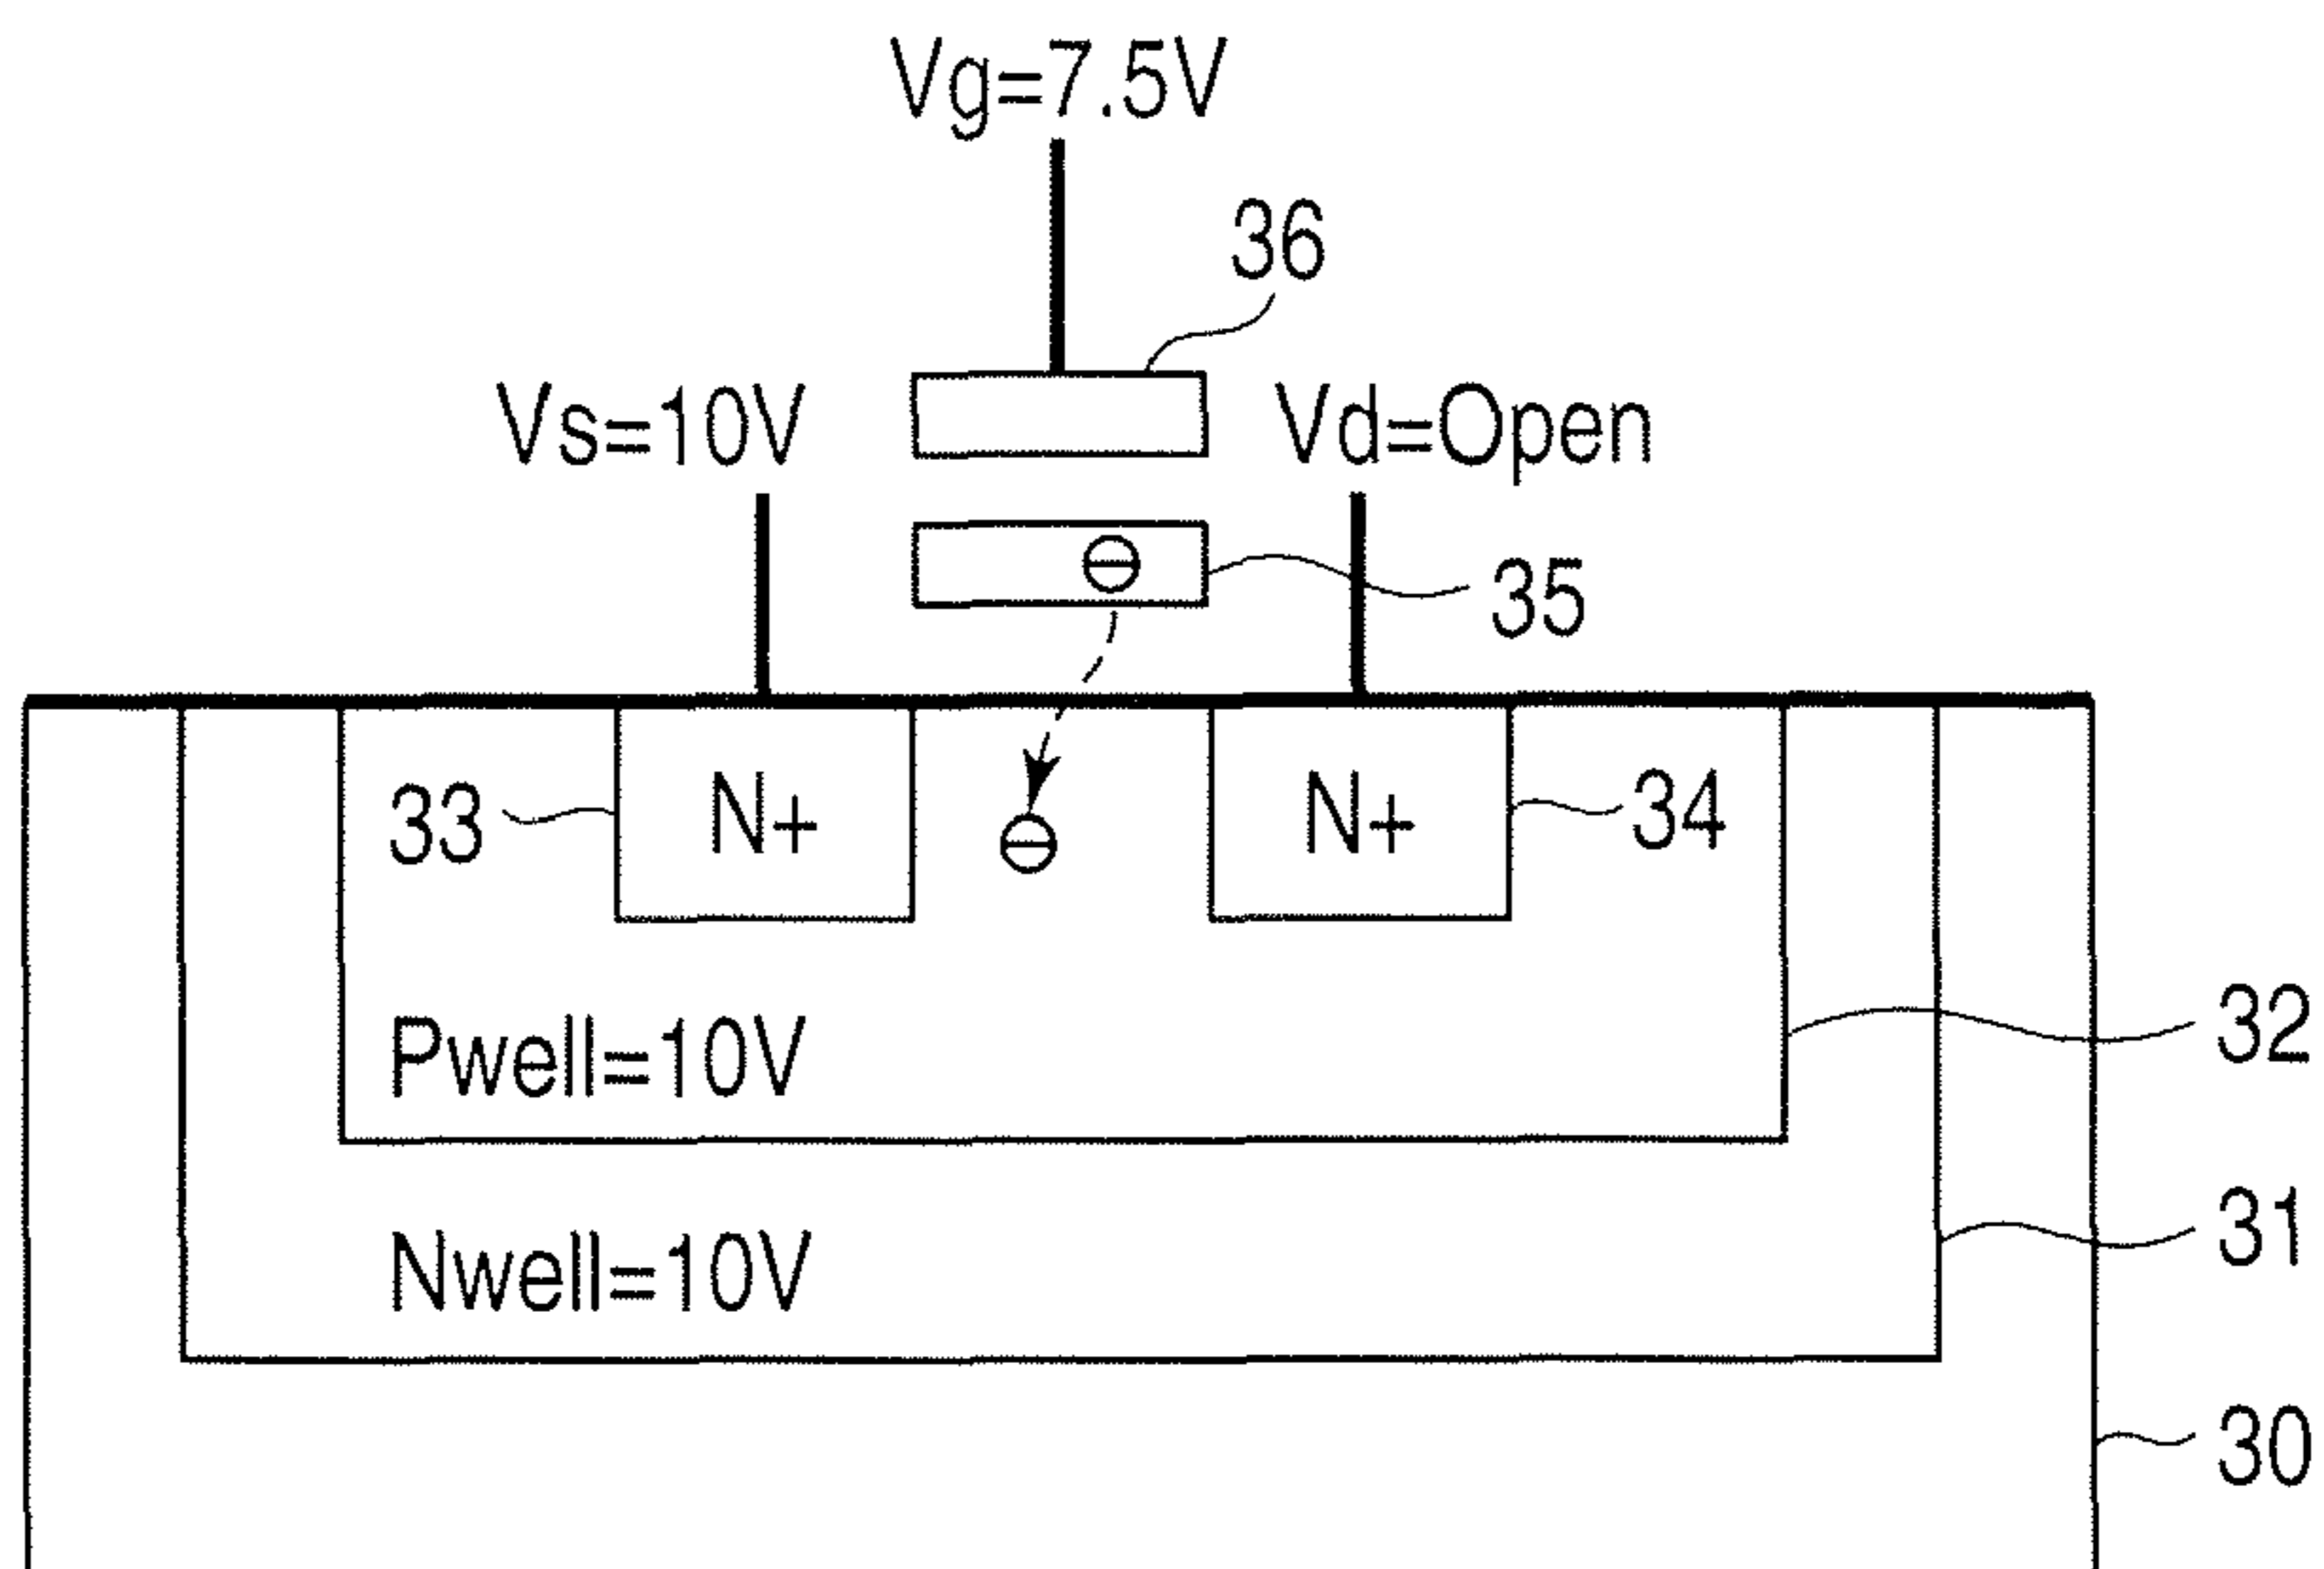 Vg=7.5V
36
Vs=10V
Vd=Open
35
33
N+
N+
34
Pwell=10V
32
Nwell=10V
31
30